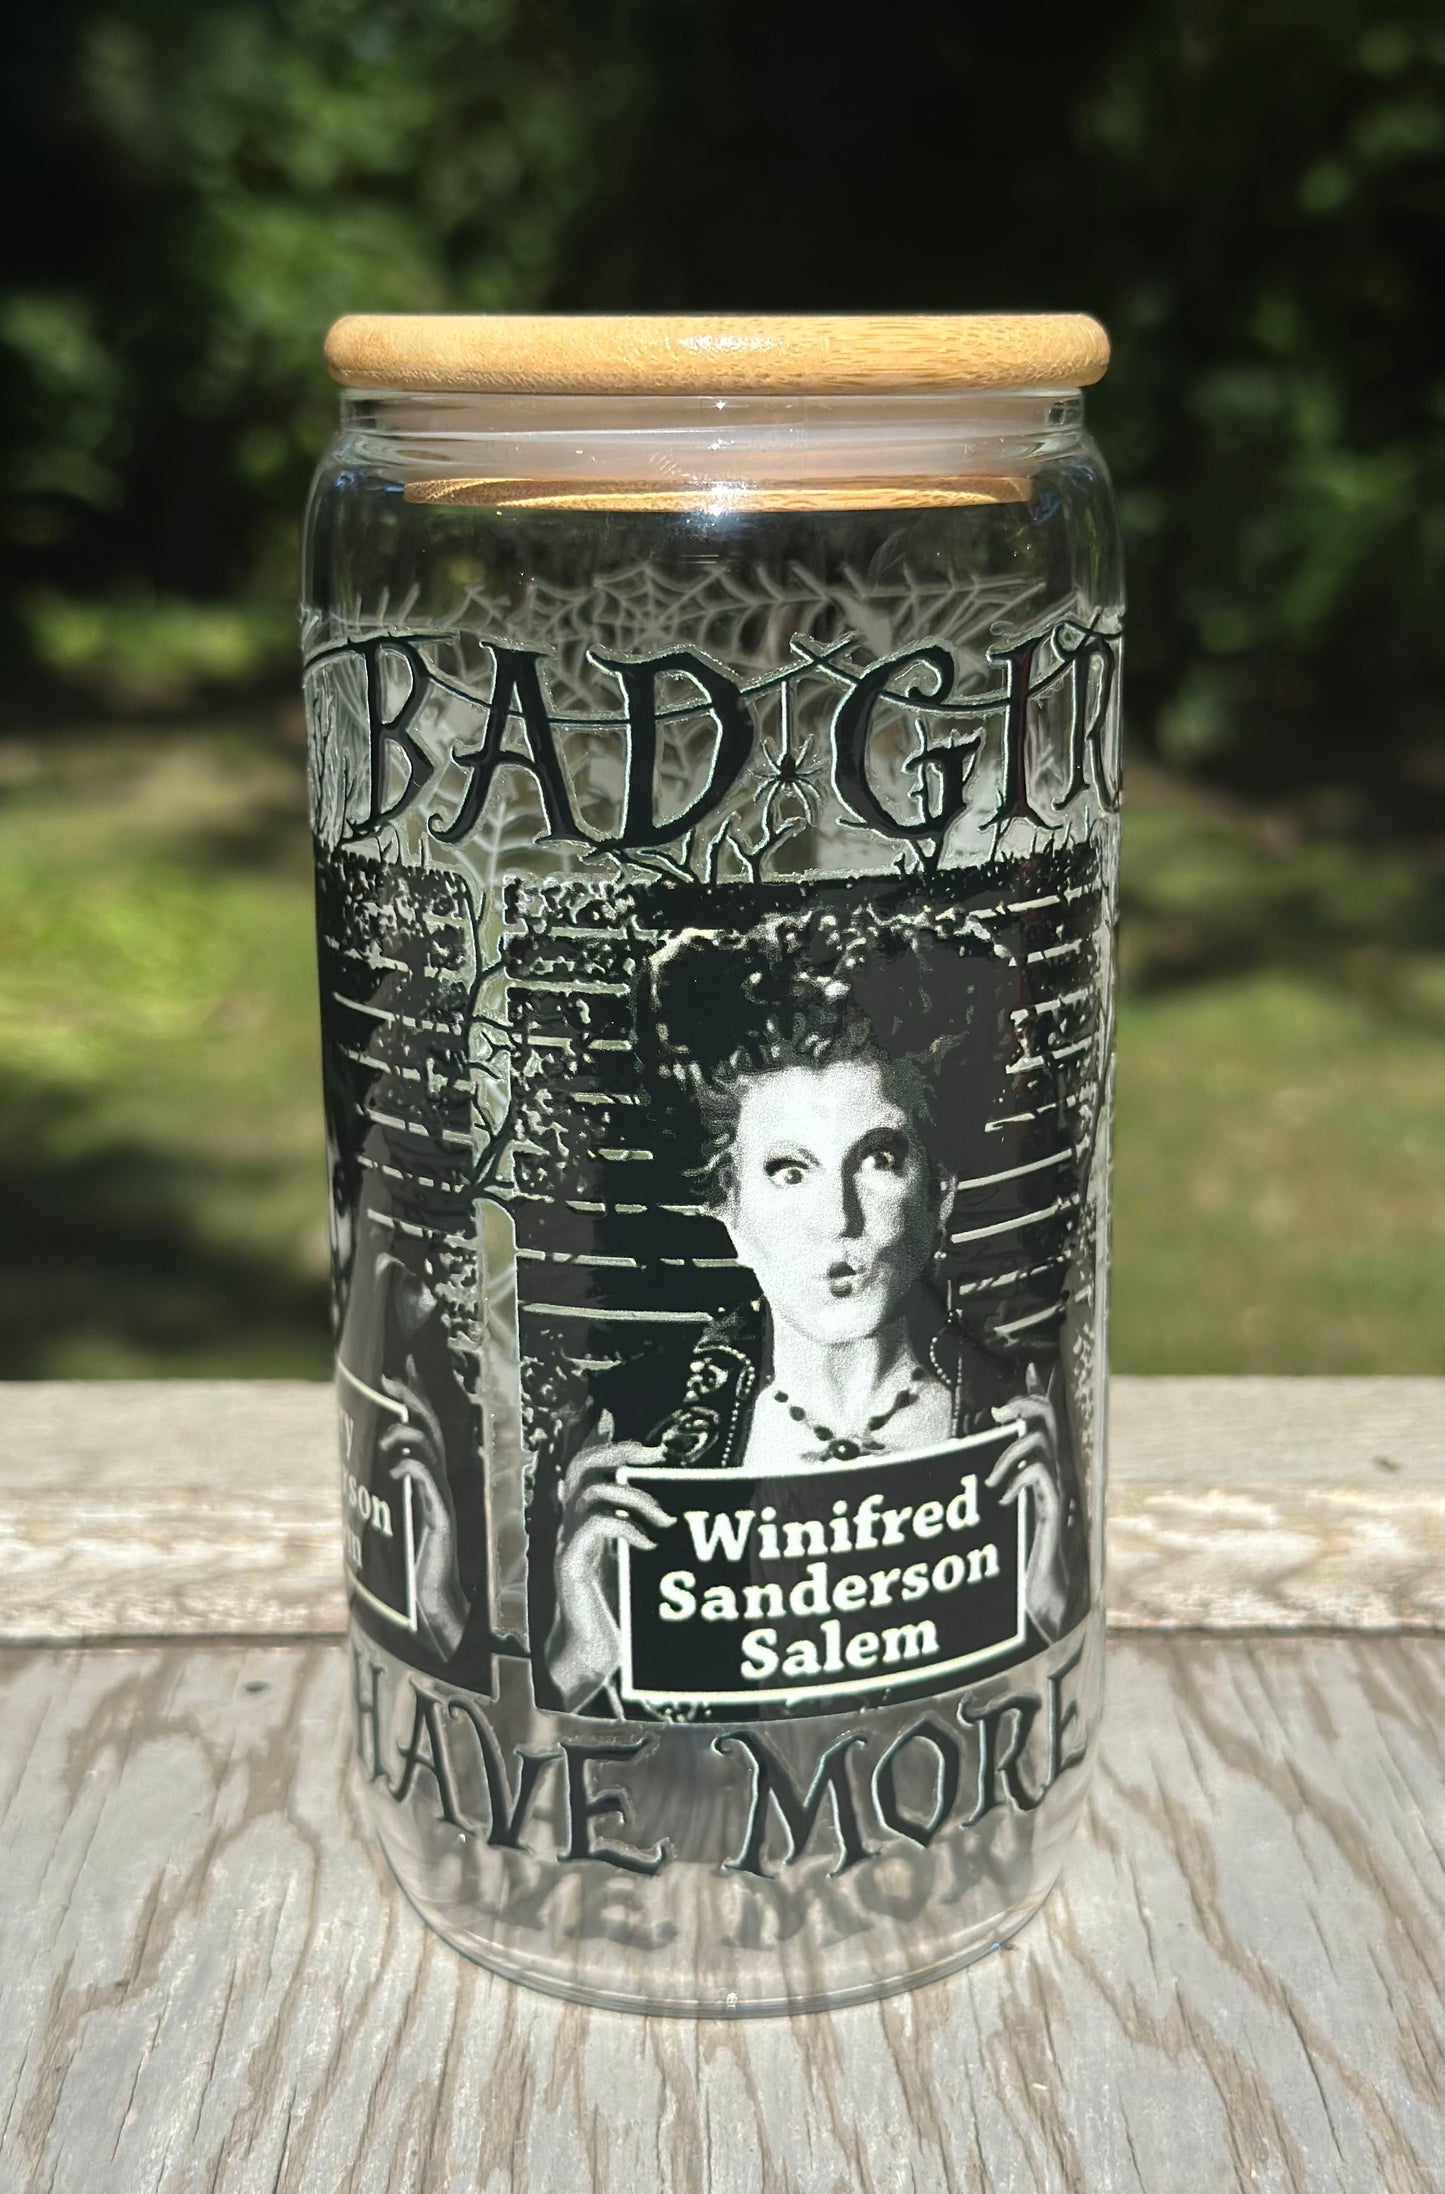 BAD GIR
Winifred
Sanderson
Salem
HAVE MORE